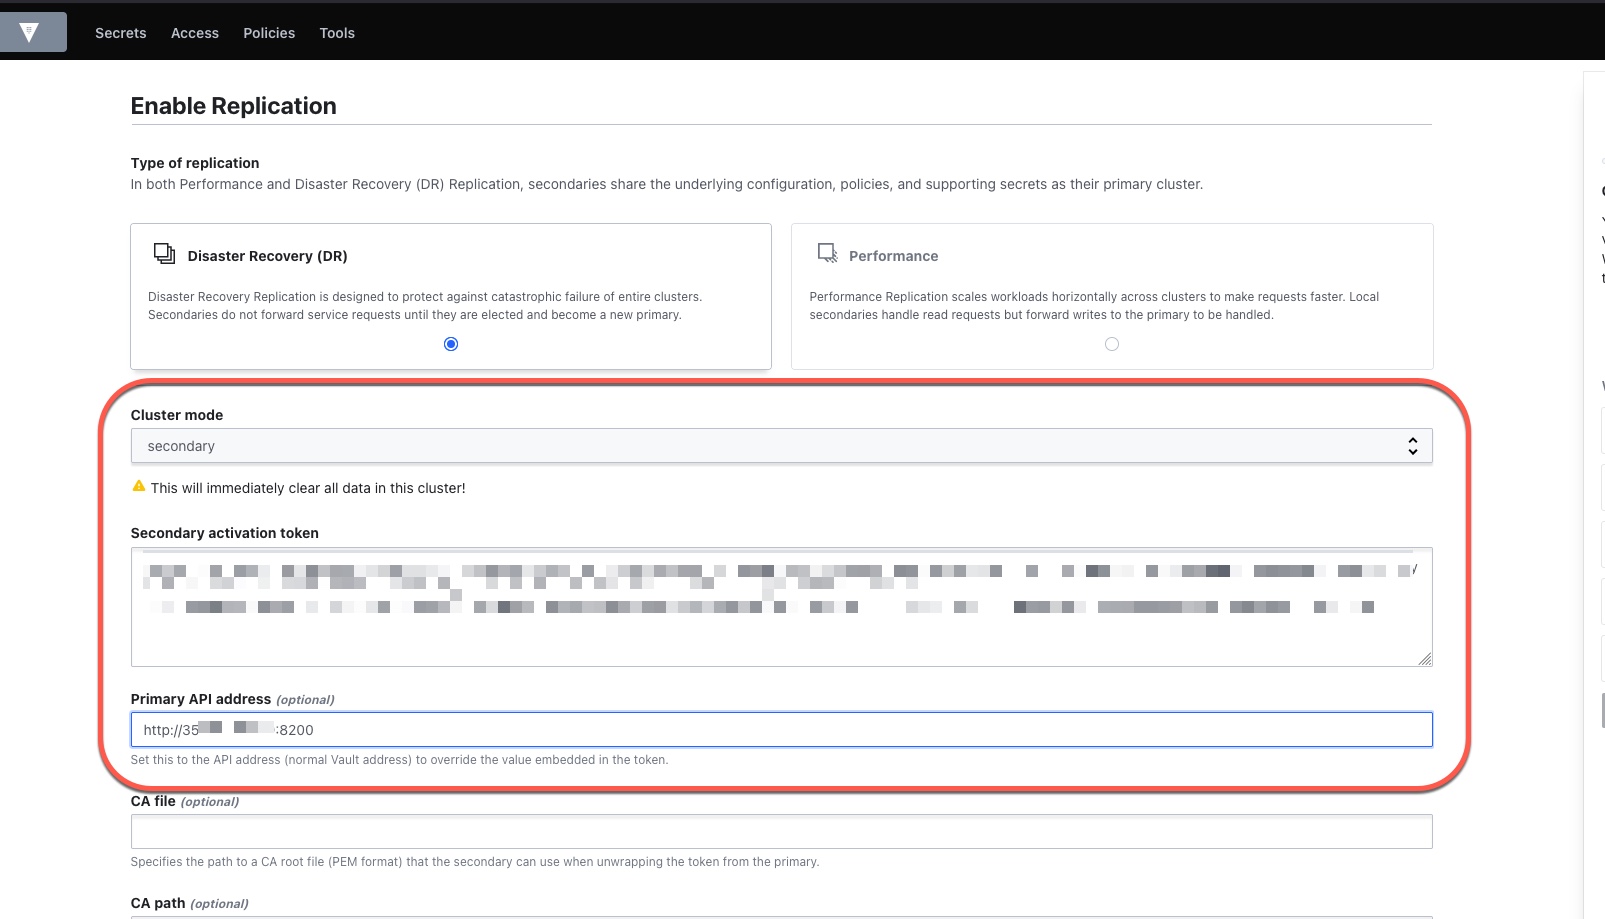 Secrets Access Policies Tools
Enable Replication
Type of replication
In both Performance and Disaster Recovery (DR) Replication, secondaries share the underlying configuration, policies, and supporting secrets as their primary cluster.
Disaster Recovery (DR)
Disaster Recovery Replication is designed to protect against catastrophic failure of entire clusters.
Secondaries do not forward service requests until they are elected and become a new primary.
Performance
Performance Replication scales workloads horizontally across clusters to make requests faster. Local
secondaries handle read requests but forward writes to the primary to be handled.
Cluster mode
secondary
This will immediately clear all data in this cluster!
Secondary activation token
Primary API address (optional)
http://35 :8200
Set this to the API address (normal Vault address) to override the value embedded in the token.
CA file (optional)
Specifies the path to a CA root file (PEM format) that the secondary can use when unwrapping the token from the primary.
CA path (optional)